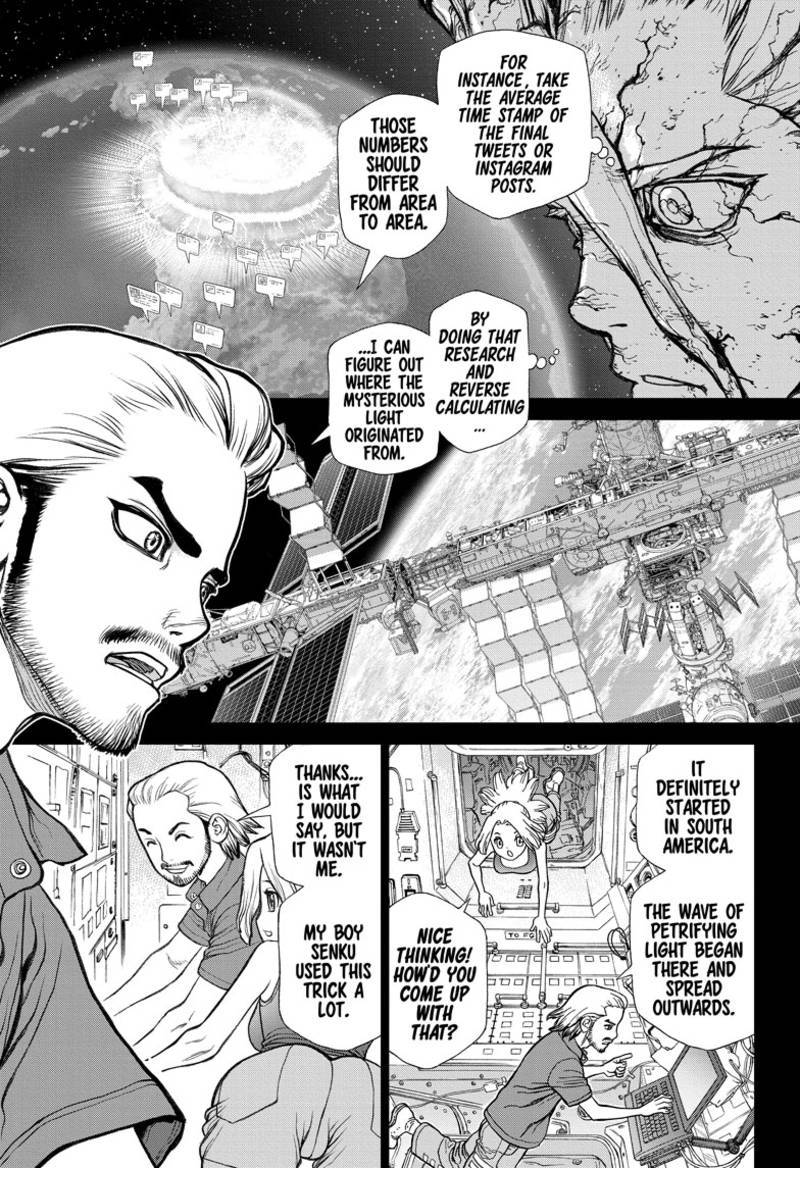 FOR
INSTANCE, TAKE
THE AVERAGE
TIME STAMP OF
THE FINAL
TWEETS OR
INSTAGRAM
POSTS.
THOSE
NUMBERS
SHOULD
DIFFER
FROM AREA
TO AREA.
BY
DOING THAT
RESEARCH
AND
REVERSE
CALCULATING
...
...I CAN
FIGURE OUT
WHERE THE
MYSTERIOUS
LIGHT
ORIGINATED
FROM.
IT
DEFINITELY
STARTED
IN SOUTH
AMERICA.
THE WAVE OF
PETRIFYING
LIGHT BEGAN
THERE AND
SPREAD
OUTWARDS.
NICE
THINKING!
HOW'D YOU
COME UP
WITH
THAT?
THANKS...
IS WHAT
I WOULD
SAY, BUT
IT WASN'T
ME.
MY BOY
SENKU
USED THIS
TRICK A
LOT.